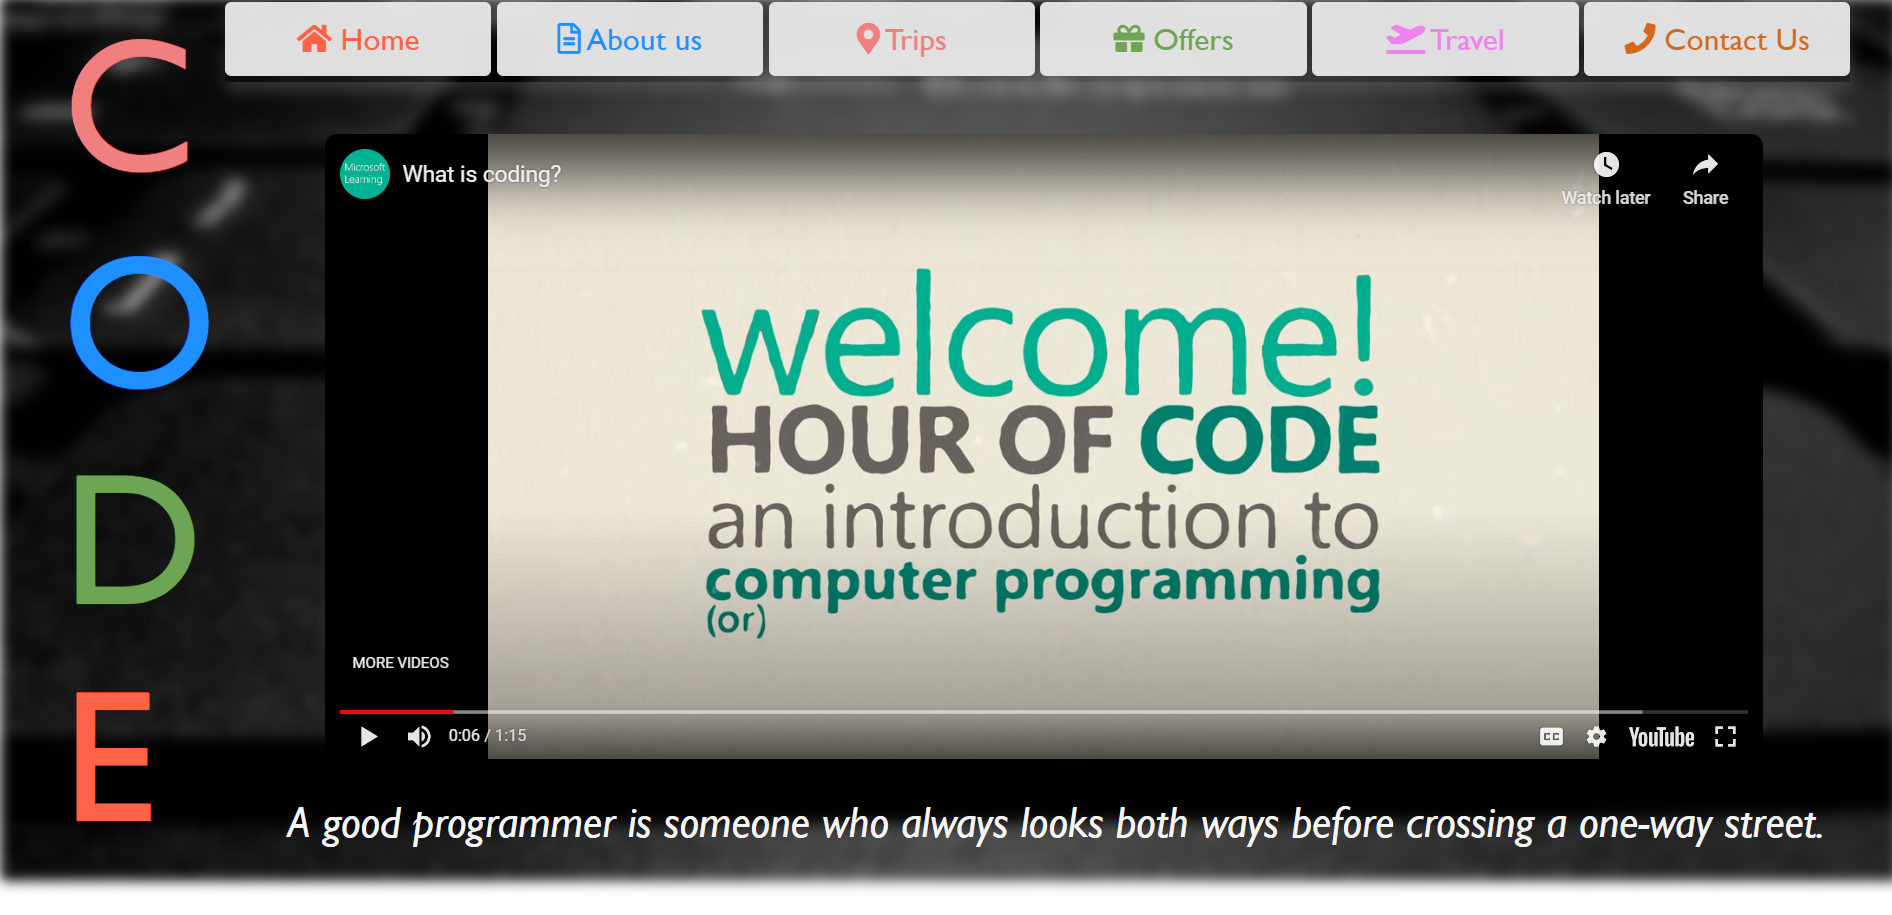 Home
About us
Trips
Offers
Travel
Contact Us
C
O
D
E
Microsoft
Learning
What is coding?
Watch later
Share
welcome!
HOUR OF CODE
an introduction to
computer programming
(or)
MORE VIDEOS
0:06 / 1:15
CC
YouTube
A good programmer is someone who always looks both ways before crossing a one-way street.